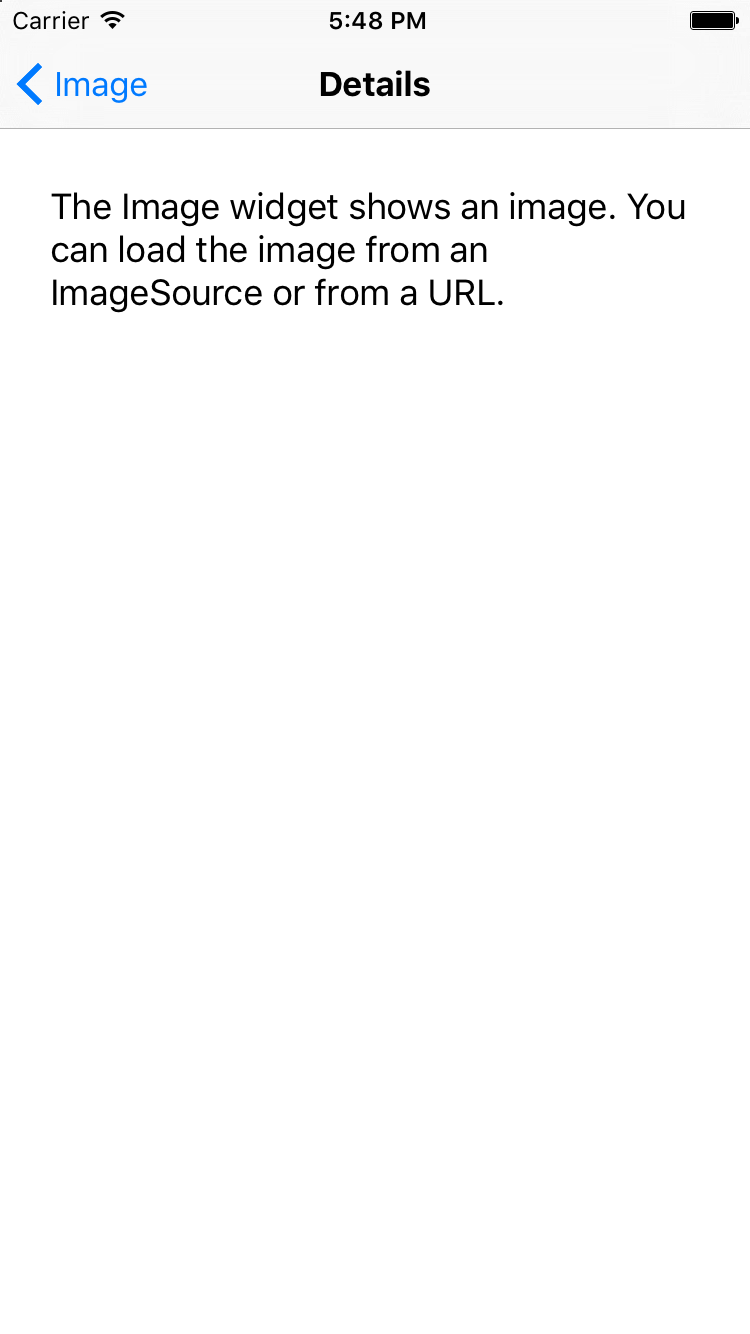 Carrier 5:48 PM
Image Details
The Image widget shows an image. You
can load the image from an
ImageSource or from a URL.